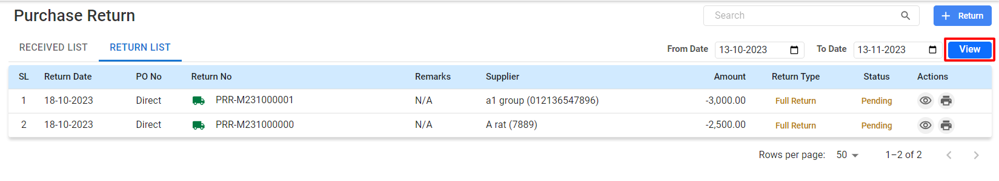 Purchase Return
Search
+ Return
RECEIVED LIST RETURN LIST
From Date 13-10-2023 To Date 13-11-2023 View
SL Return Date PO No Return No Remarks Supplier Amount Return Type Status Actions
1 18-10-2023 Direct PRR-M231000001 N/A a1 group (012136547896) -3,000.00 Full Return Pending
2 18-10-2023 Direct PRR-M231000000 N/A A rat (7889) -2,500.00 Full Return Pending
Rows per page: 50 1–2 of 2